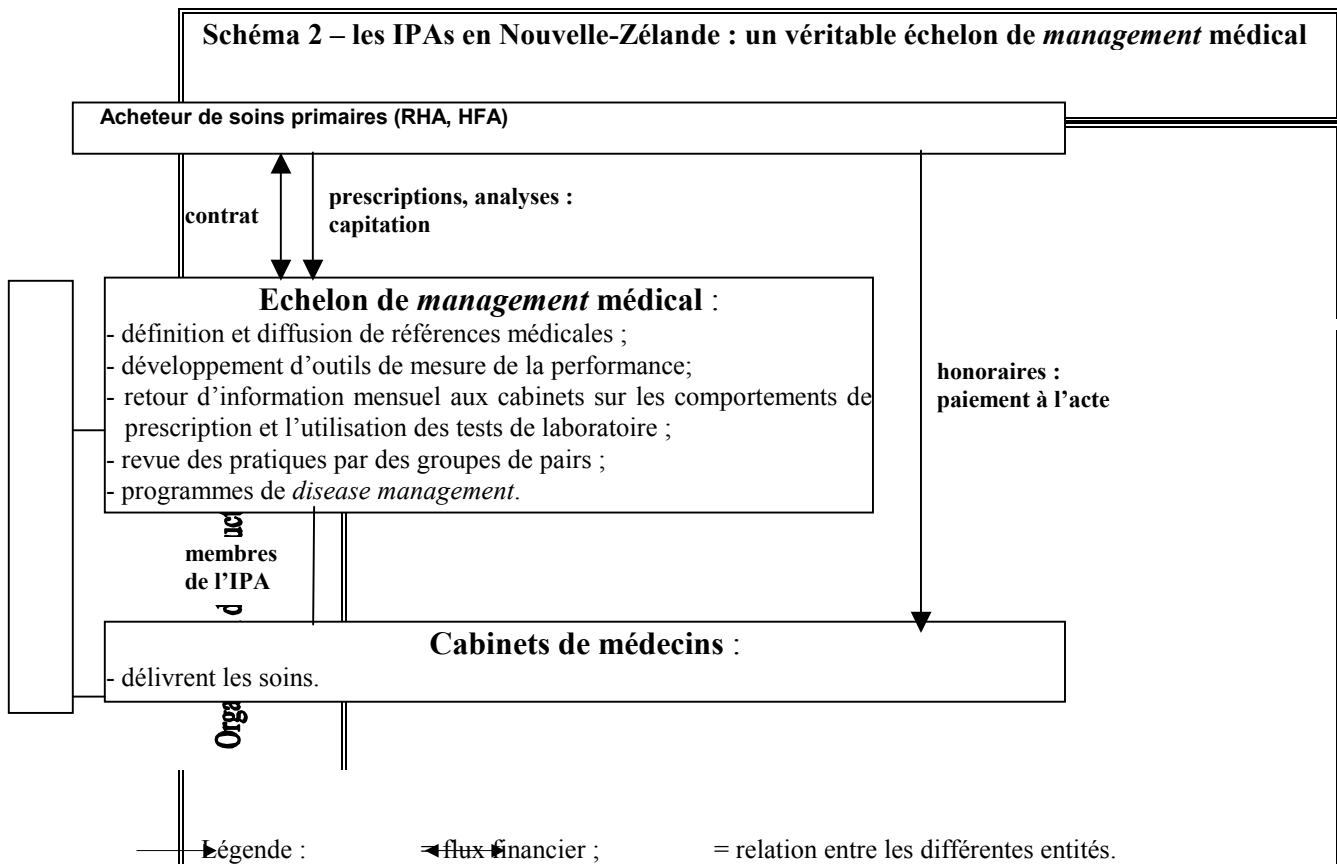 Schéma 2 – les IPAs en Nouvelle-Zélande : un véritable échelon de management médical
Acheteur de soins primaires (RHA, HFA)
contrat
prescriptions, analyses :
capitation
Echelon de management médical :
- définition et diffusion de références médicales ;
- développement d’outils de mesure de la performance;
- retour d’information mensuel aux cabinets sur les comportements de
prescription et l’utilisation des tests de laboratoire ;
- revue des pratiques par des groupes de pairs ;
- programmes de disease management.
honoraires :
paiement à l’acte
membres
de l’IPA
Cabinets de médecins :
- délivrent les soins.
Légende :
= flux financier ;
= relation entre les différentes entités.